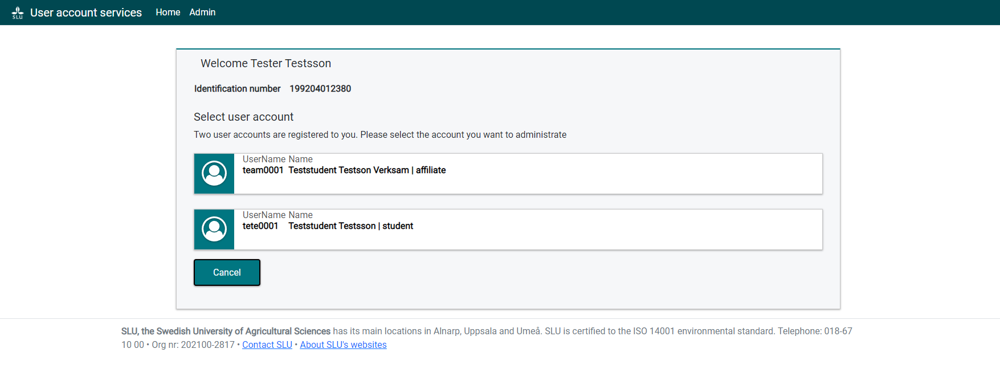 SLU
User account services
Home
Admin
Welcome Tester Testsson
Identification number 199204012380
Select user account
Two user accounts are registered to you. Please select the account you want to administrate
UserName Name
team0001 Teststudent Testson Verksam | affiliate
UserName Name
tete0001 Teststudent Testsson | student
Cancel
SLU, the Swedish University of Agricultural Sciences has its main locations in Alnarp, Uppsala and Umeå. SLU is certified to the ISO 14001 environmental standard. Telephone: 018-67
10 00 • Org nr: 202100-2817 • Contact SLU • About SLU's websites